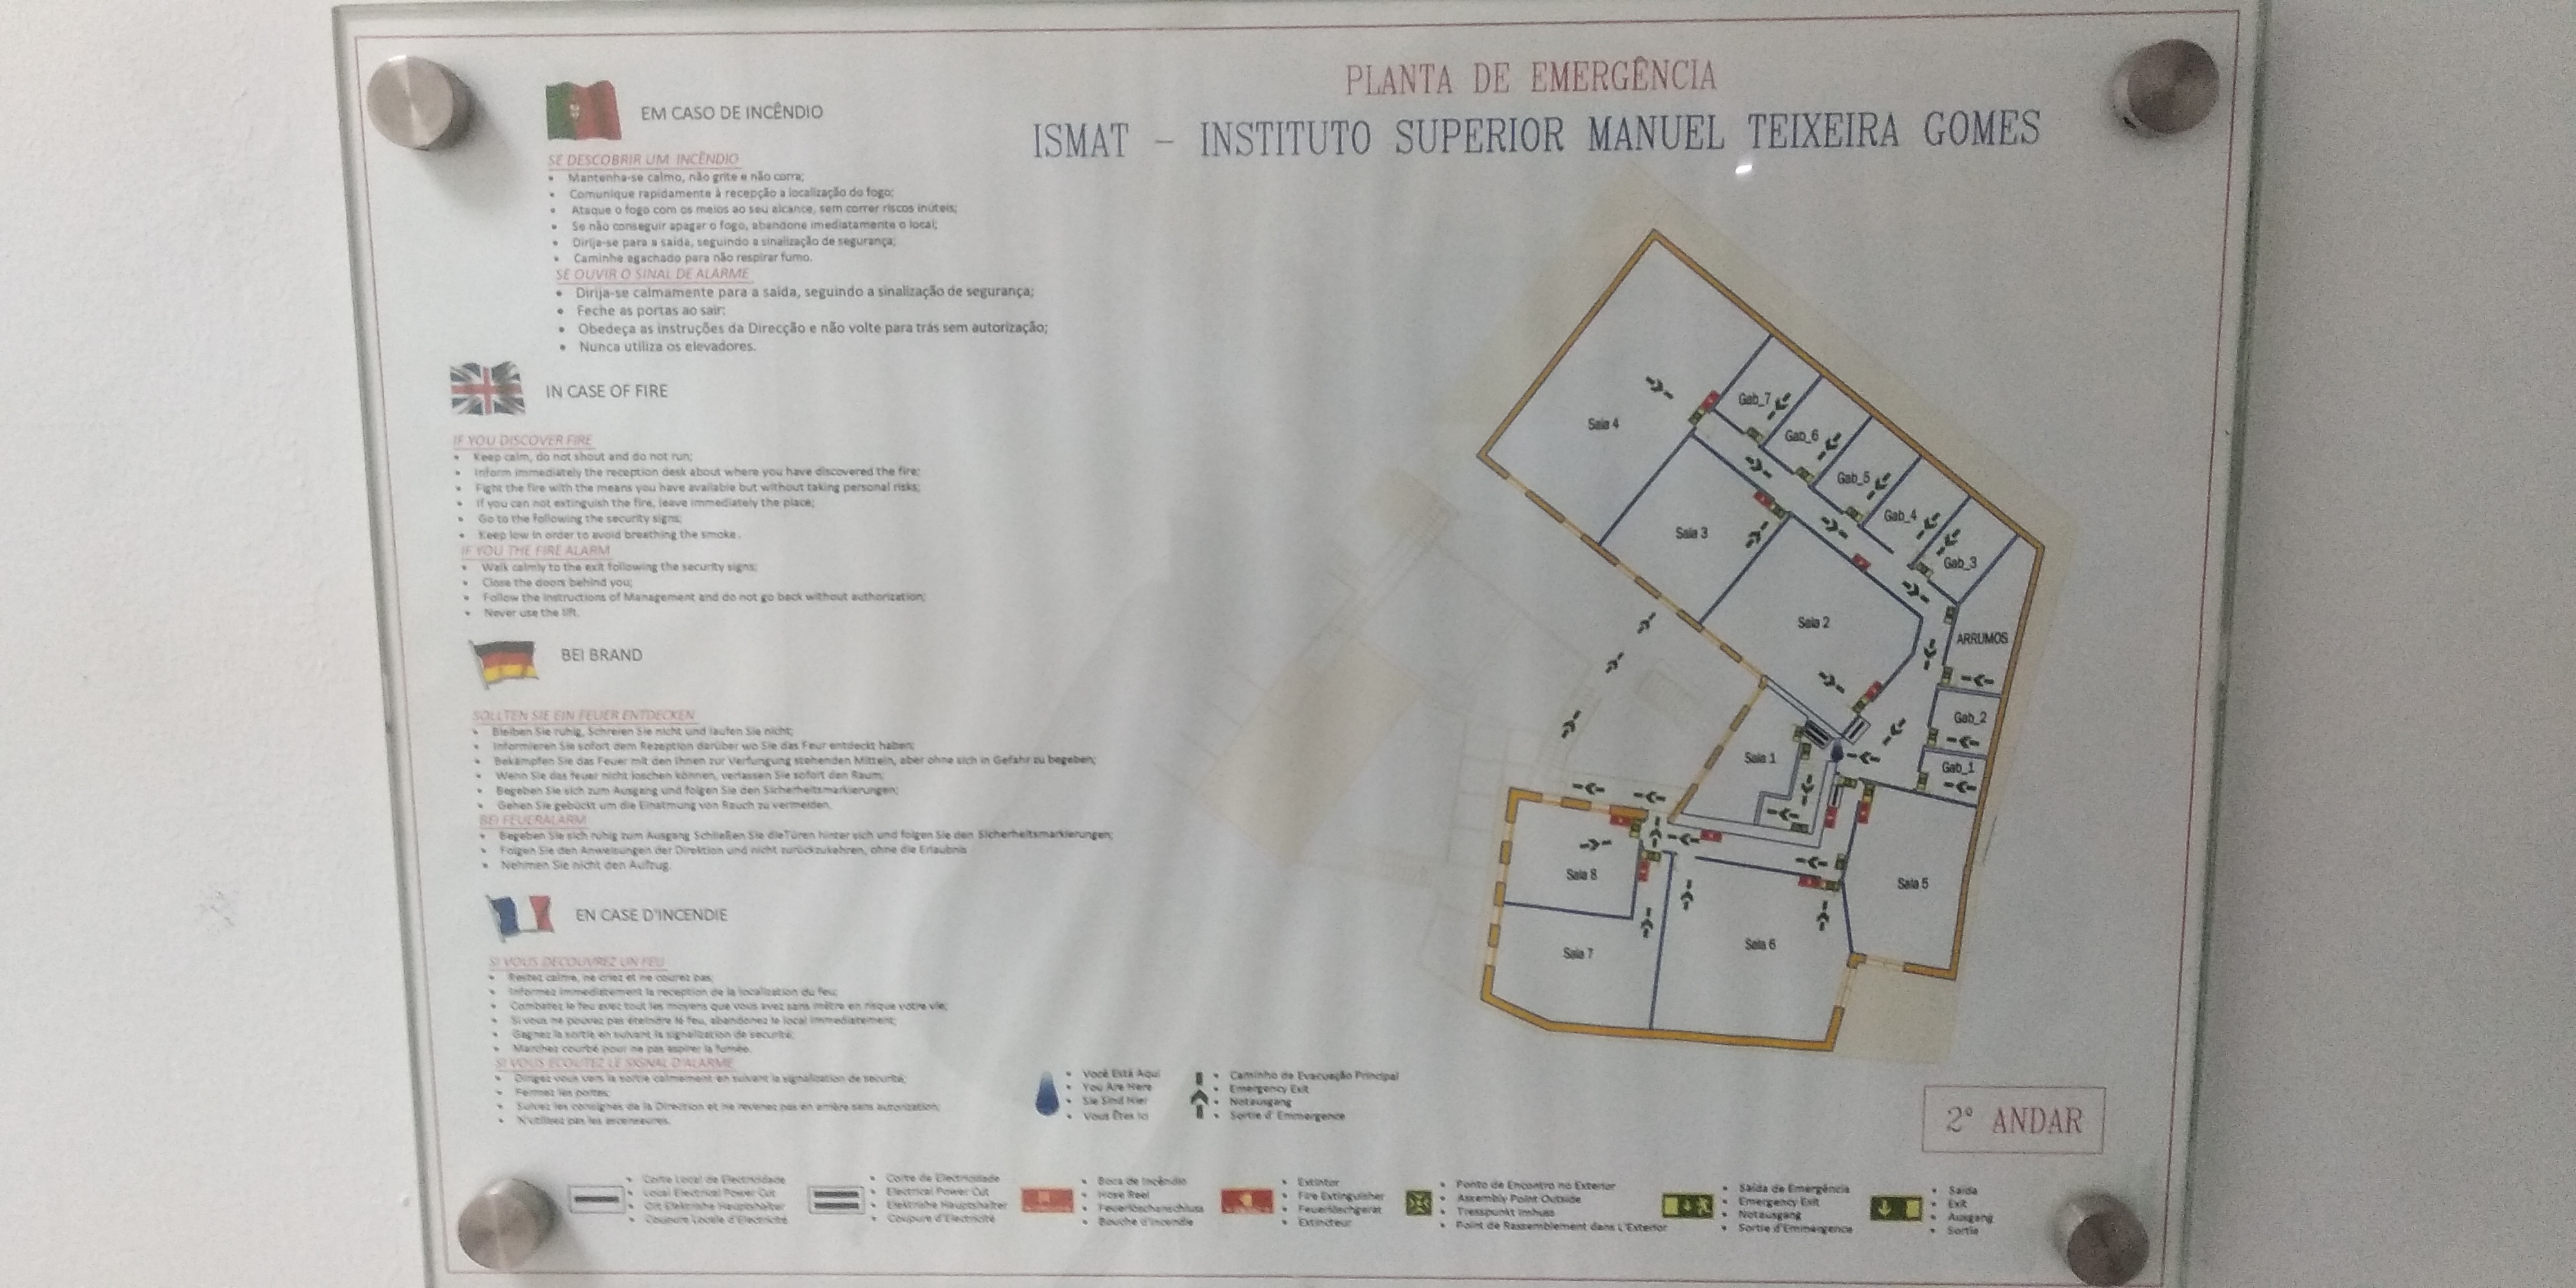 PLANTA DE EMERGÊNCIA
ISMAT - INSTITUTO SUPERIOR MANUEL TEIXEIRA GOMES
EM CASO DE INCÊNDIO
SE DESCOBRIR UM INCÊNDIO
• Mantenha-se calmo, não grite e não corra;
• Comunique rapidamente à recepção a localização do fogo;
• Ataque o fogo com os meios ao seu alcance, sem correr riscos inúteis;
• Se não conseguir apagar o fogo, abandone imediatamente o local;
• Dirija-se para a saída, seguindo a sinalização de segurança;
• Caminhe agachado para não respirar fumo.
SE OUVIR O SINAL DE ALARME
• Dirija-se calmamente para a saída, seguindo a sinalização de segurança;
• Feche as portas ao sair;
• Obedeça as instruções da Direcção e não volte para trás sem autorização;
• Nunca utiliza os elevadores.
IN CASE OF FIRE
IF YOU DISCOVER FIRE
• Keep calm, do not shout and do not run;
• Inform immediately the reception desk about where you have discovered the fire;
• Fight the fire with the means you have available but without taking personal risks;
• If you can not extinguish the fire, leave immediately the place;
• Go to the following the security signs;
• Keep low in order to avoid breathing the smoke.
IF YOU THE FIRE ALARM
• Walk calmly to the exit following the security signs;
• Close the doors behind you;
• Follow the instructions of Management and do not go back without authorization;
• Never use the lift.
BEI BRAND
SOLLTEN SIE EIN FEUER ENTDECKEN
• Bleiben Sie ruhig, Schreien Sie nicht und laufen Sie nicht;
• Informieren Sie sofort dem Rezeption darüber wo Sie das Feur entdeckt haben;
• Bekämpfen Sie das Feuer mit den Ihnen zur Verfungung stehenden Mitteln, aber ohne sich in Gefahr zu begeben;
• Wenn Sie das feuer nicht loschen können, verlassen Sie sofort den Raum;
• Begeben Sie sich zum Ausgang und folgen Sie den Sicherheitsmarkierungen;
• Gehen Sie gebückt um die Einatmung von Rauch zu vermeiden.
BEI FEUERALARM
• Begeben Sie sich ruhig zum Ausgang Schließen Sie dieTüren hinter sich und folgen Sie den Sicherheitsmarkierungen;
• Folgen Sie den Anweisungen der Direktion und nicht zurückzukehren, ohne die Erlaubnis
• Nehmen Sie nicht den Aufzug.
EN CASE D'INCENDIE
SI VOUS DECOUVREZ UN FEU
• Restez calme, ne criez et ne courez pas;
• Informez immediatement la reception de la localization du feu;
• Combatez le feu avez tout les moyens que vous avez sans mêtre en risque votre vie;
• Si vous ne pouvez pas éteindre le feu, abandonez le local immediatement;
• Gagnez la sortie en suivant la signalization de securité;
• Marchez courbé pour ne pas aspirer la fumée.
SI VOUS ECOUTEZ LE SIGNAL D'ALARME
• Dirigez vous vers la sortie calmement en suivant la signalization de securité;
• Fermez les portes;
• Suivez les consignes de la Direction et ne revenez pas en arrière sans autorization;
• N'utilisez pas les ascenseures.
Sala 4
Gab_7
Gab_6
Gab_5
Gab_4
Gab_3
Sala 3
Sala 2
ARRUMOS
Gab_2
Sala 1
Gab_1
Sala 8
Sala 5
Sala 7
Sala 6
2º ANDAR
• Você Está Aqui
• You Are Here
• Sie Sind Hier
• Vous Êtes Ici
• Caminho de Evacuação Principal
• Emergency Exit
• Notausgang
• Sortie d' Emmergence
• Corte Local de Electricidade
• Local Electrical Power Cut
• Ort Elektrishe Hauptshalter
• Coupure Locale d'Electricité
• Corte de Electricidade
• Electrical Power Cut
• Elektrishe Hauptshalter
• Coupure d'Electricité
• Boca de Incêndio
• Hose Reel
• Feuerlöschanschluss
• Bouche d'incendie
• Extintor
• Fire Extinguisher
• Feuerlöschgerat
• Extincteur
• Ponto de Encontro no Exterior
• Assembly Point Outside
• Tresspunkt Imhuss
• Point de Rassemblement dans L'Exterior
• Saída de Emergência
• Emergency Exit
• Notausgang
• Sortie d'Emmergence
• Saida
• Exit
• Ausgang
• Sortie